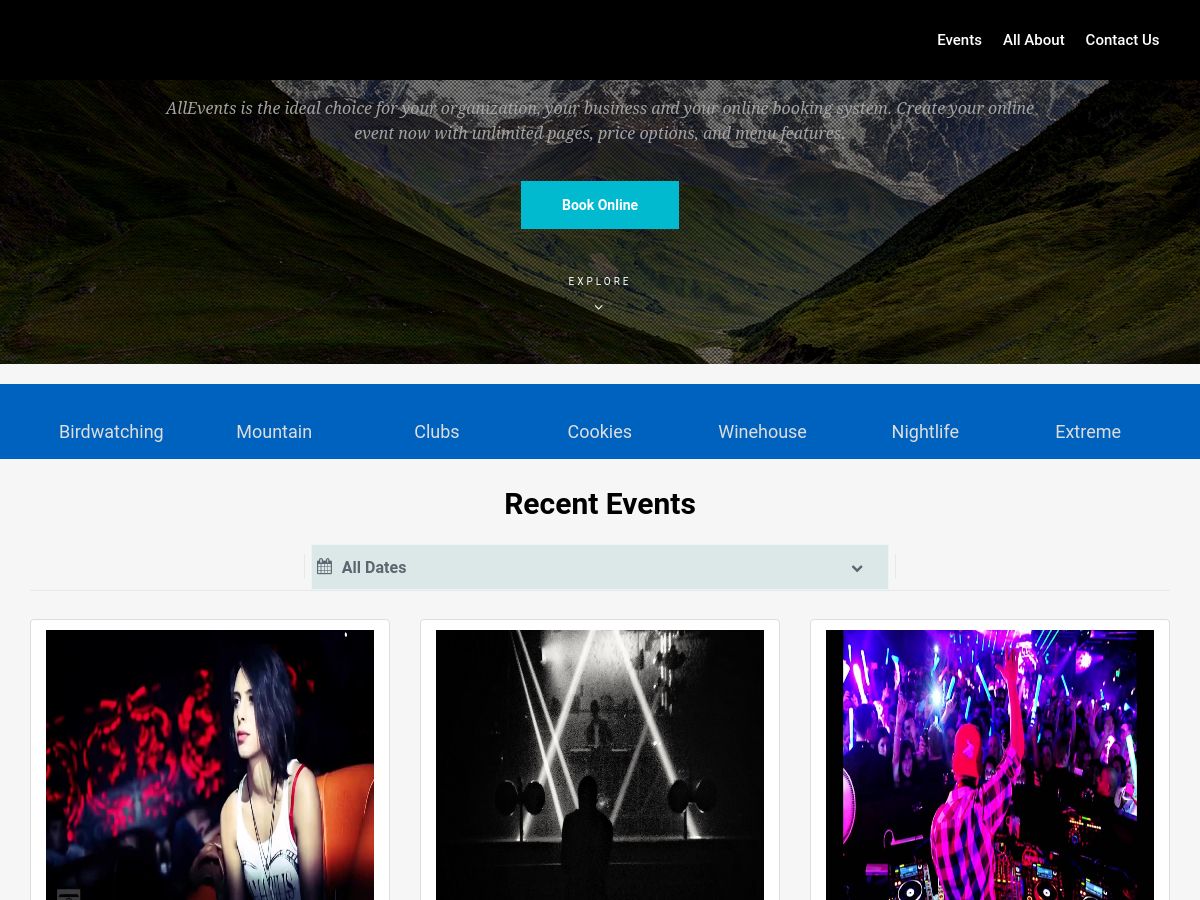 Events All About Contact Us
AllEvents is the ideal choice for your organization, your business and your online booking system. Create your online
event now with unlimited pages, price options, and menu features.
Book Online
EXPLORE
Birdwatching Mountain Clubs Cookies Winehouse Nightlife Extreme
Recent Events
All Dates